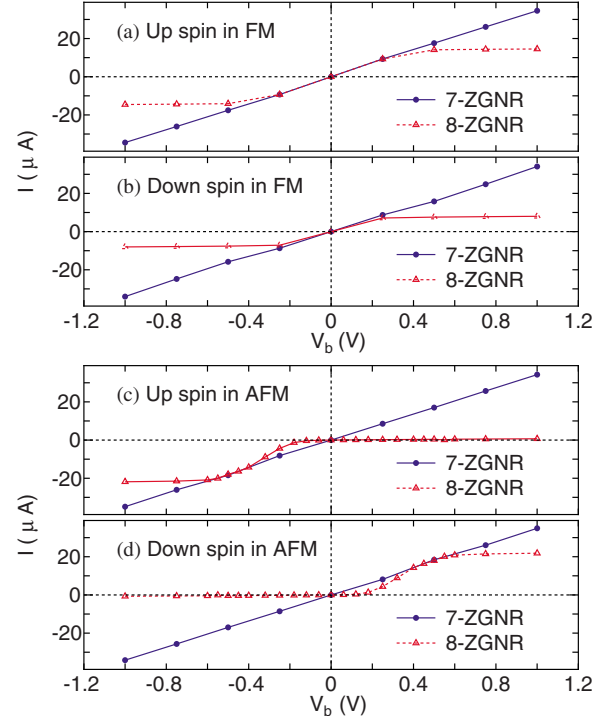 20
0
-20
(a) Up spin in FM
7-ZGNR
8-ZGNR
20
0
-20
(b) Down spin in FM
7-ZGNR
8-ZGNR
-1.2 -0.8 -0.4 0 0.4 0.8 1.2
V_b (V)
I ( μ A)
20
0
-20
(c) Up spin in AFM
7-ZGNR
8-ZGNR
20
0
-20
(d) Down spin in AFM
7-ZGNR
8-ZGNR
-1.2 -0.8 -0.4 0 0.4 0.8 1.2
V_b (V)
I ( μ A)